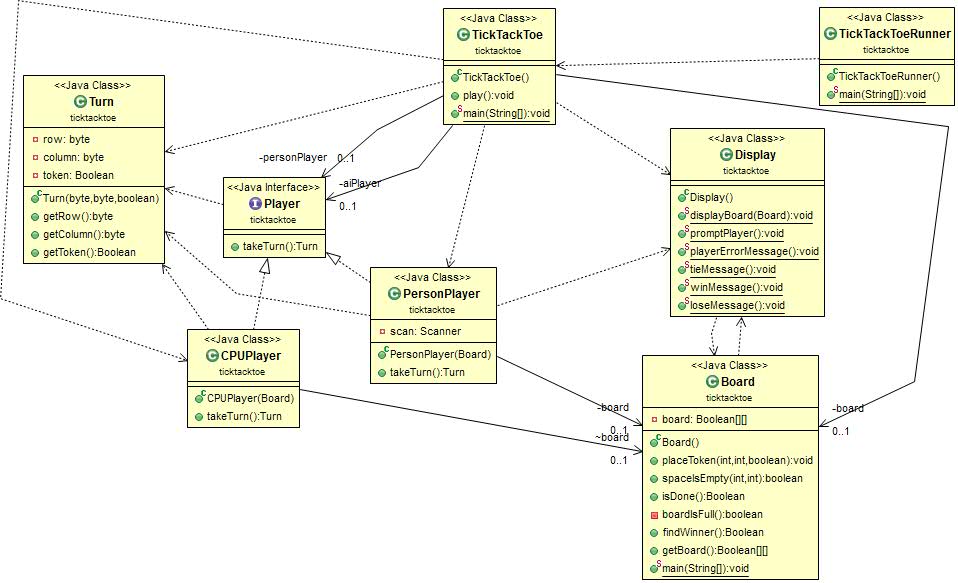 <<Java Class>>
TickTackToe
ticktacktoe
TickTackToe()
play():void
main(String[]):void
<<Java Class>>
TickTackToeRunner
ticktacktoe
TickTackToeRunner()
main(String[]):void
<<Java Class>>
Turn
ticktacktoe
row: byte
column: byte
token: Boolean
Turn(byte,byte,boolean)
getRow():byte
getColumn():byte
getToken():Boolean
-personPlayer
0..1
-aiPlayer
0..1
<<Java Interface>>
Player
ticktacktoe
takeTurn():Turn
<<Java Class>>
Display
ticktacktoe
Display()
displayBoard(Board):void
promptPlayer():void
playerErrorMessage():void
tieMessage():void
winMessage():void
loseMessage():void
<<Java Class>>
PersonPlayer
ticktacktoe
scan: Scanner
PersonPlayer(Board)
takeTurn():Turn
<<Java Class>>
CPUPlayer
ticktacktoe
CPUPlayer(Board)
takeTurn():Turn
-board
0..1
~board
0..1
-board
0..1
<<Java Class>>
Board
ticktacktoe
board: Boolean[][]
Board()
placeToken(int,int,boolean):void
spaceIsEmpty(int,int):boolean
isDone():Boolean
boardIsFull():boolean
findWinner():Boolean
getBoard():Boolean[][]
main(String[]):void